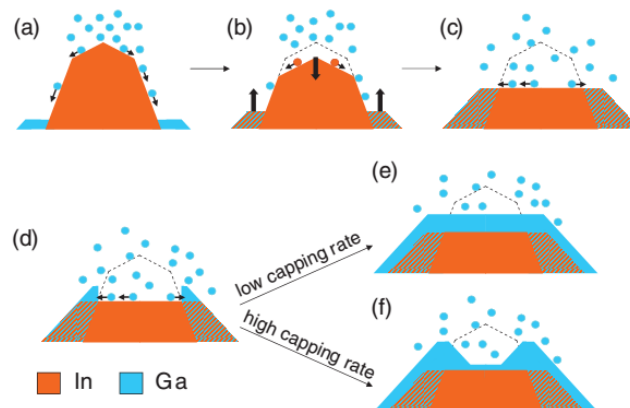 (a)
(b)
(c)
(d)
low capping rate
high capping rate
(e)
(f)
In
Ga